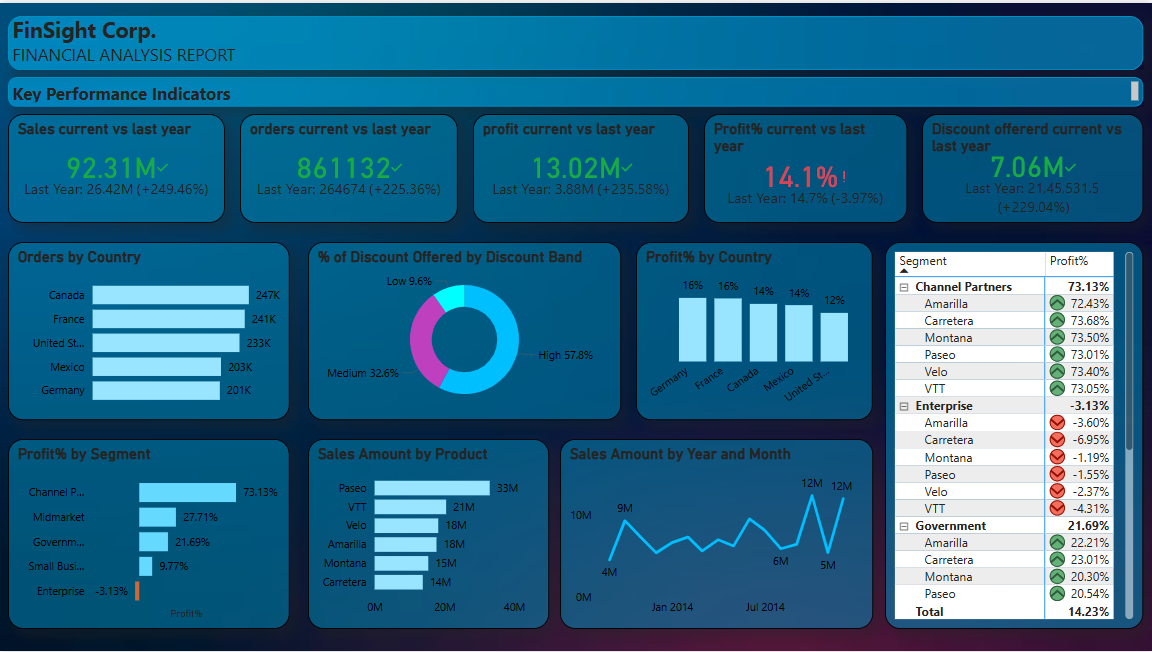 FinSight Corp.
FINANCIAL ANALYSIS REPORT
Key Performance Indicators
Sales current vs last year
92.31M✓
Last Year: 26.42M (+249.46%)
orders current vs last year
861132✓
Last Year: 264674 (+225.36%)
profit current vs last year
13.02M✓
Last Year: 3.88M (+235.58%)
Profit% current vs last
year
14.1%!
Last Year: 14.7% (-3.97%)
Discount offererd current vs
last year
7.06M✓
Last Year: 21,45,531.5
(+229.04%)
Orders by Country
Canada 247K
France 241K
United St... 233K
Mexico 203K
Germany 201K
% of Discount Offered by Discount Band
Low 9.6%
High 57.8%
Medium 32.6%
Profit% by Country
16% 16% 14% 14% 12%
Germany France Canada Mexico United St...
Profit% by Segment
Channel P... 73.13%
Midmarket 27.71%
Governm... 21.69%
Small Busi... 9.77%
Enterprise -3.13%
Profit%
Sales Amount by Product
Paseo 33M
VTT 21M
Velo 18M
Amarilla 18M
Montana 15M
Carretera 14M
0M 20M 40M
Sales Amount by Year and Month
12M 12M
10M 9M
6M 5M
4M
0M
Jan 2014 Jul 2014
Segment Profit%
Channel Partners 73.13%
Amarilla 72.43%
Carretera 73.68%
Montana 73.50%
Paseo 73.01%
Velo 73.40%
VTT 73.05%
Enterprise -3.13%
Amarilla -3.60%
Carretera -6.95%
Montana -1.19%
Paseo -1.55%
Velo -2.37%
VTT -4.31%
Government 21.69%
Amarilla 22.21%
Carretera 23.01%
Montana 20.30%
Paseo 20.54%
Total 14.23%